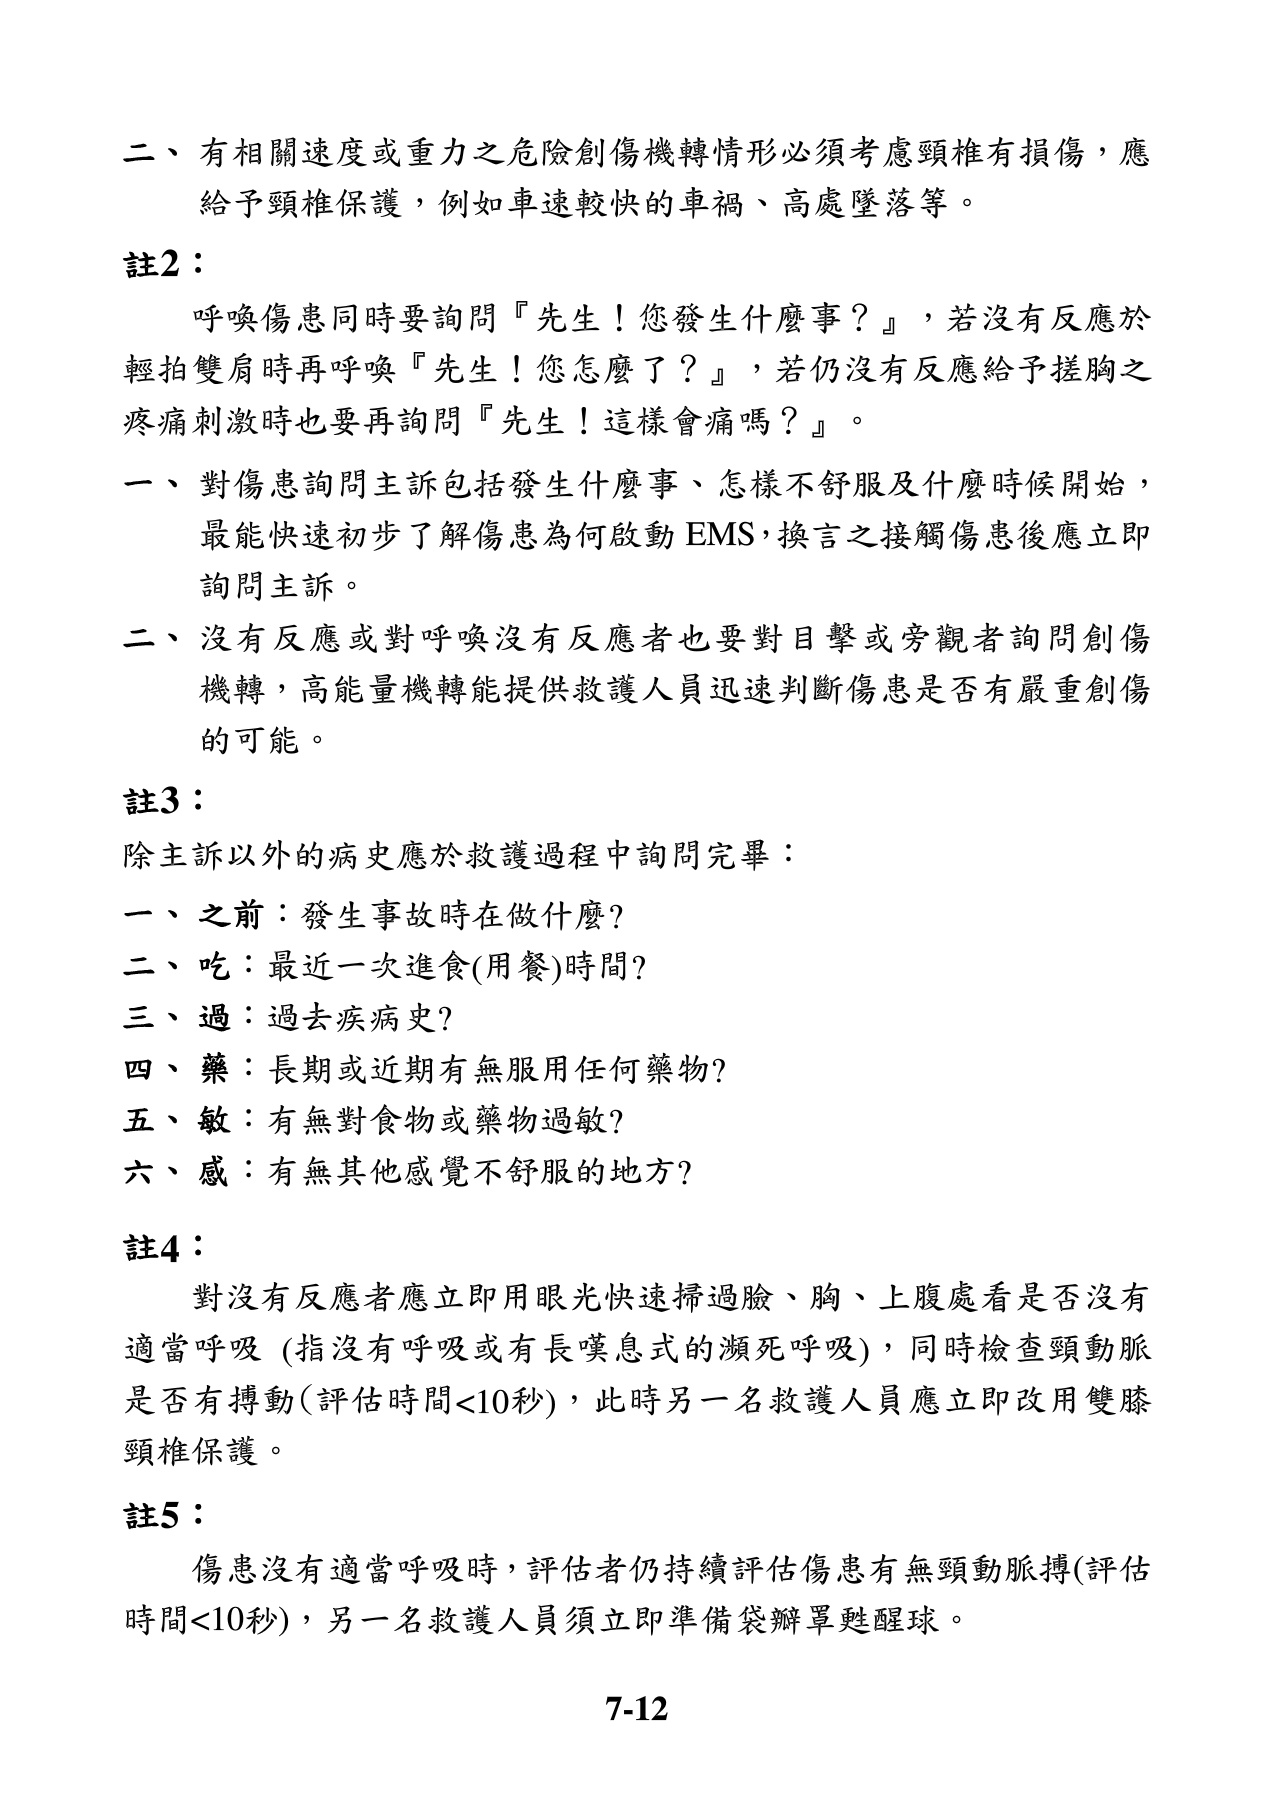 二、 有相關速度或重力之危險創傷機轉情形必須考慮頸椎有損傷，應
給予頸椎保護，例如車速較快的車禍、高處墜落等。
註2：
呼喚傷患同時要詢問『先生！您發生什麼事？』，若沒有反應於
輕拍雙肩時再呼喚『先生！您怎麼了？』，若仍沒有反應給予搓胸之
疼痛刺激時也要再詢問『先生！這樣會痛嗎？』。
一、 對傷患詢問主訴包括發生什麼事、怎樣不舒服及什麼時候開始，
最能快速初步了解傷患為何啟動 EMS，換言之接觸傷患後應立即
詢問主訴。
二、 沒有反應或對呼喚沒有反應者也要對目擊或旁觀者詢問創傷
機轉，高能量機轉能提供救護人員迅速判斷傷患是否有嚴重創傷
的可能。
註3：
除主訴以外的病史應於救護過程中詢問完畢：
一、 之前：發生事故時在做什麼?
二、 吃：最近一次進食(用餐)時間?
三、 過：過去疾病史?
四、 藥：長期或近期有無服用任何藥物?
五、 敏：有無對食物或藥物過敏?
六、 感：有無其他感覺不舒服的地方?
註4：
對沒有反應者應立即用眼光快速掃過臉、胸、上腹處看是否沒有
適當呼吸 (指沒有呼吸或有長嘆息式的瀕死呼吸)，同時檢查頸動脈
是否有搏動(評估時間<10秒)，此時另一名救護人員應立即改用雙膝
頸椎保護。
註5：
傷患沒有適當呼吸時，評估者仍持續評估傷患有無頸動脈搏(評估
時間<10秒)，另一名救護人員須立即準備袋瓣罩甦醒球。
7-12